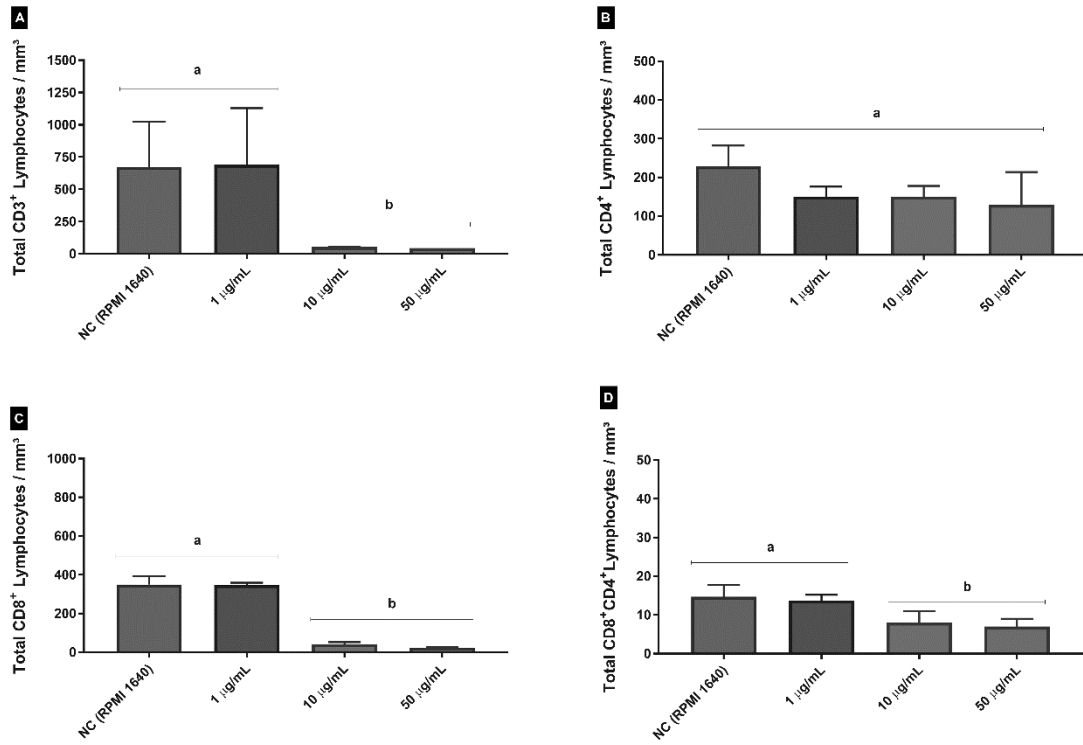 A
Total CD3⁺ Lymphocytes / mm³
1500
1250
1000
750
500
250
0
a
b
NC (RPMI 1640)
1 μg/mL
10 μg/mL
50 μg/mL
B
Total CD4⁺ Lymphocytes / mm³
500
400
300
200
100
0
a
NC (RPMI 1640)
1 μg/mL
10 μg/mL
50 μg/mL
C
Total CD8⁺ Lymphocytes / mm³
1000
800
600
400
200
0
a
b
NC (RPMI 1640)
1 μg/mL
10 μg/mL
50 μg/mL
D
Total CD8⁺CD4⁺Lymphocytes / mm³
50
40
30
20
10
0
a
b
NC (RPMI 1640)
1 μg/mL
10 μg/mL
50 μg/mL